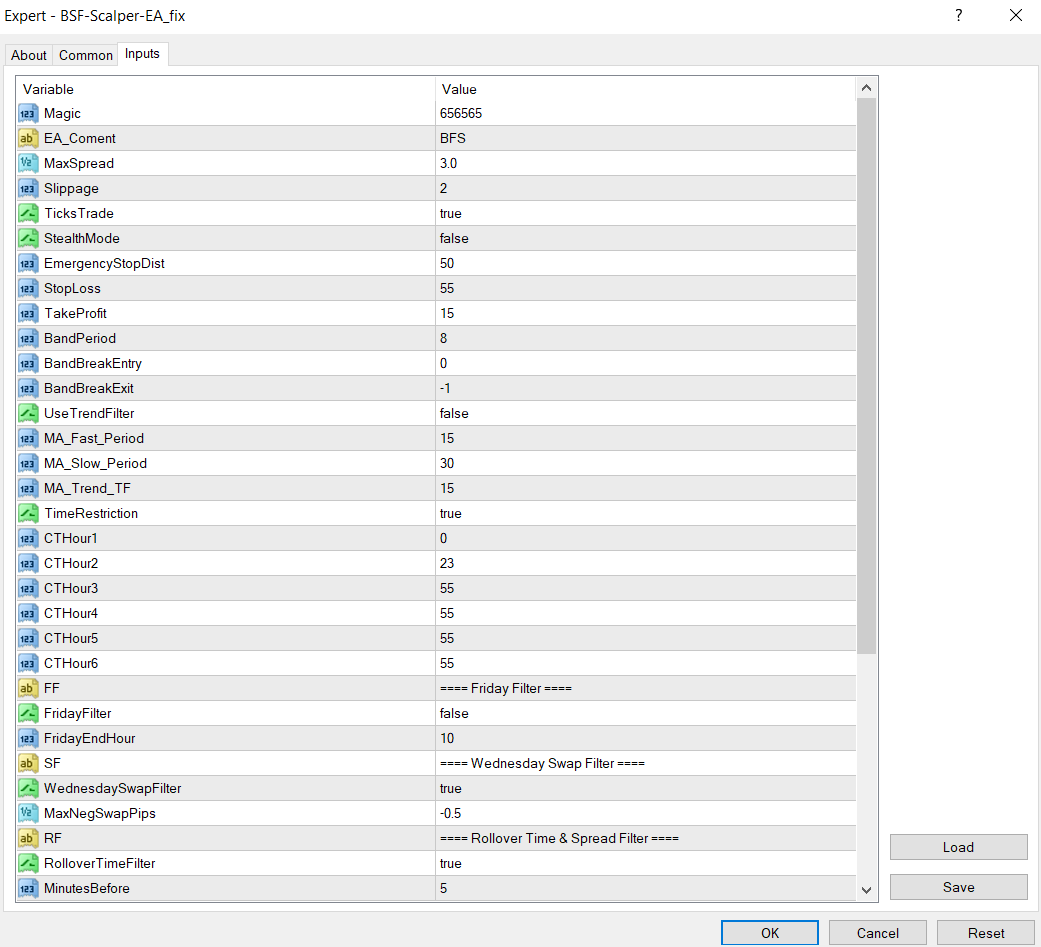 Expert - BSF-Scalper-EA_fix ?
About Common Inputs
Variable Value
Magic 656565
EA_Coment BFS
MaxSpread 3.0
Slippage 2
TicksTrade true
StealthMode false
EmergencyStopDist 50
StopLoss 55
TakeProfit 15
BandPeriod 8
BandBreakEntry 0
BandBreakExit -1
UseTrendFilter false
MA_Fast_Period 15
MA_Slow_Period 30
MA_Trend_TF 15
TimeRestriction true
CTHour1 0
CTHour2 23
CTHour3 55
CTHour4 55
CTHour5 55
CTHour6 55
FF ==== Friday Filter ====
FridayFilter false
FridayEndHour 10
SF ==== Wednesday Swap Filter ====
WednesdaySwapFilter true
MaxNegSwapPips -0.5
RF ==== Rollover Time & Spread Filter ====
RolloverTimeFilter true
MinutesBefore 5
Load
Save
OK Cancel Reset